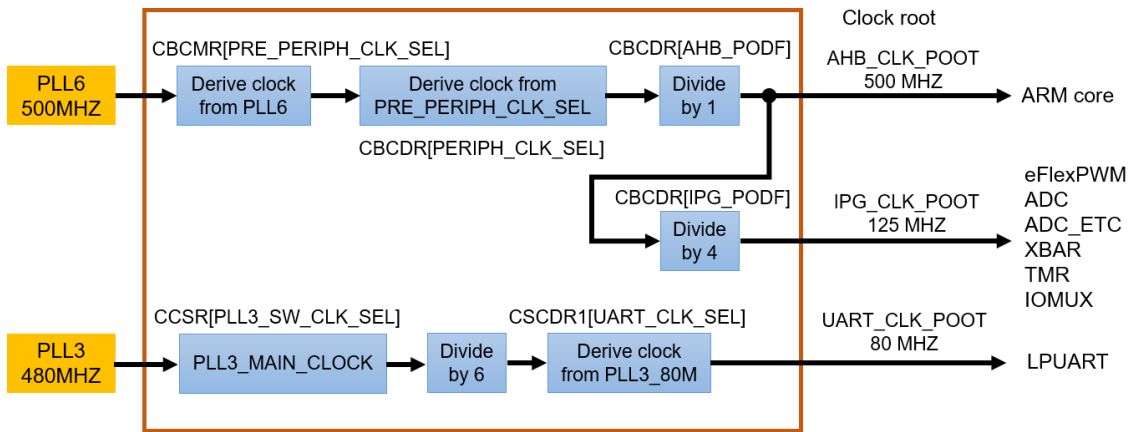 Clock root
CBCMR[PRE_PERIPH_CLK_SEL]
CBCDR[AHB_PODF]
AHB_CLK_POOT
500 MHZ
PLL6
500MHZ
Derive clock
from PLL6
Derive clock from
PRE_PERIPH_CLK_SEL
Divide
by 1
ARM core
CBCDR[PERIPH_CLK_SEL]
CBCDR[IPG_PODF]
IPG_CLK_POOT
125 MHZ
Divide
by 4
eFlexPWM
ADC
ADC_ETC
XBAR
TMR
IOMUX
CCSR[PLL3_SW_CLK_SEL]
CSCDR1[UART_CLK_SEL]
UART_CLK_POOT
80 MHZ
PLL3
480MHZ
PLL3_MAIN_CLOCK
Divide
by 6
Derive clock
from PLL3_80M
LPUART